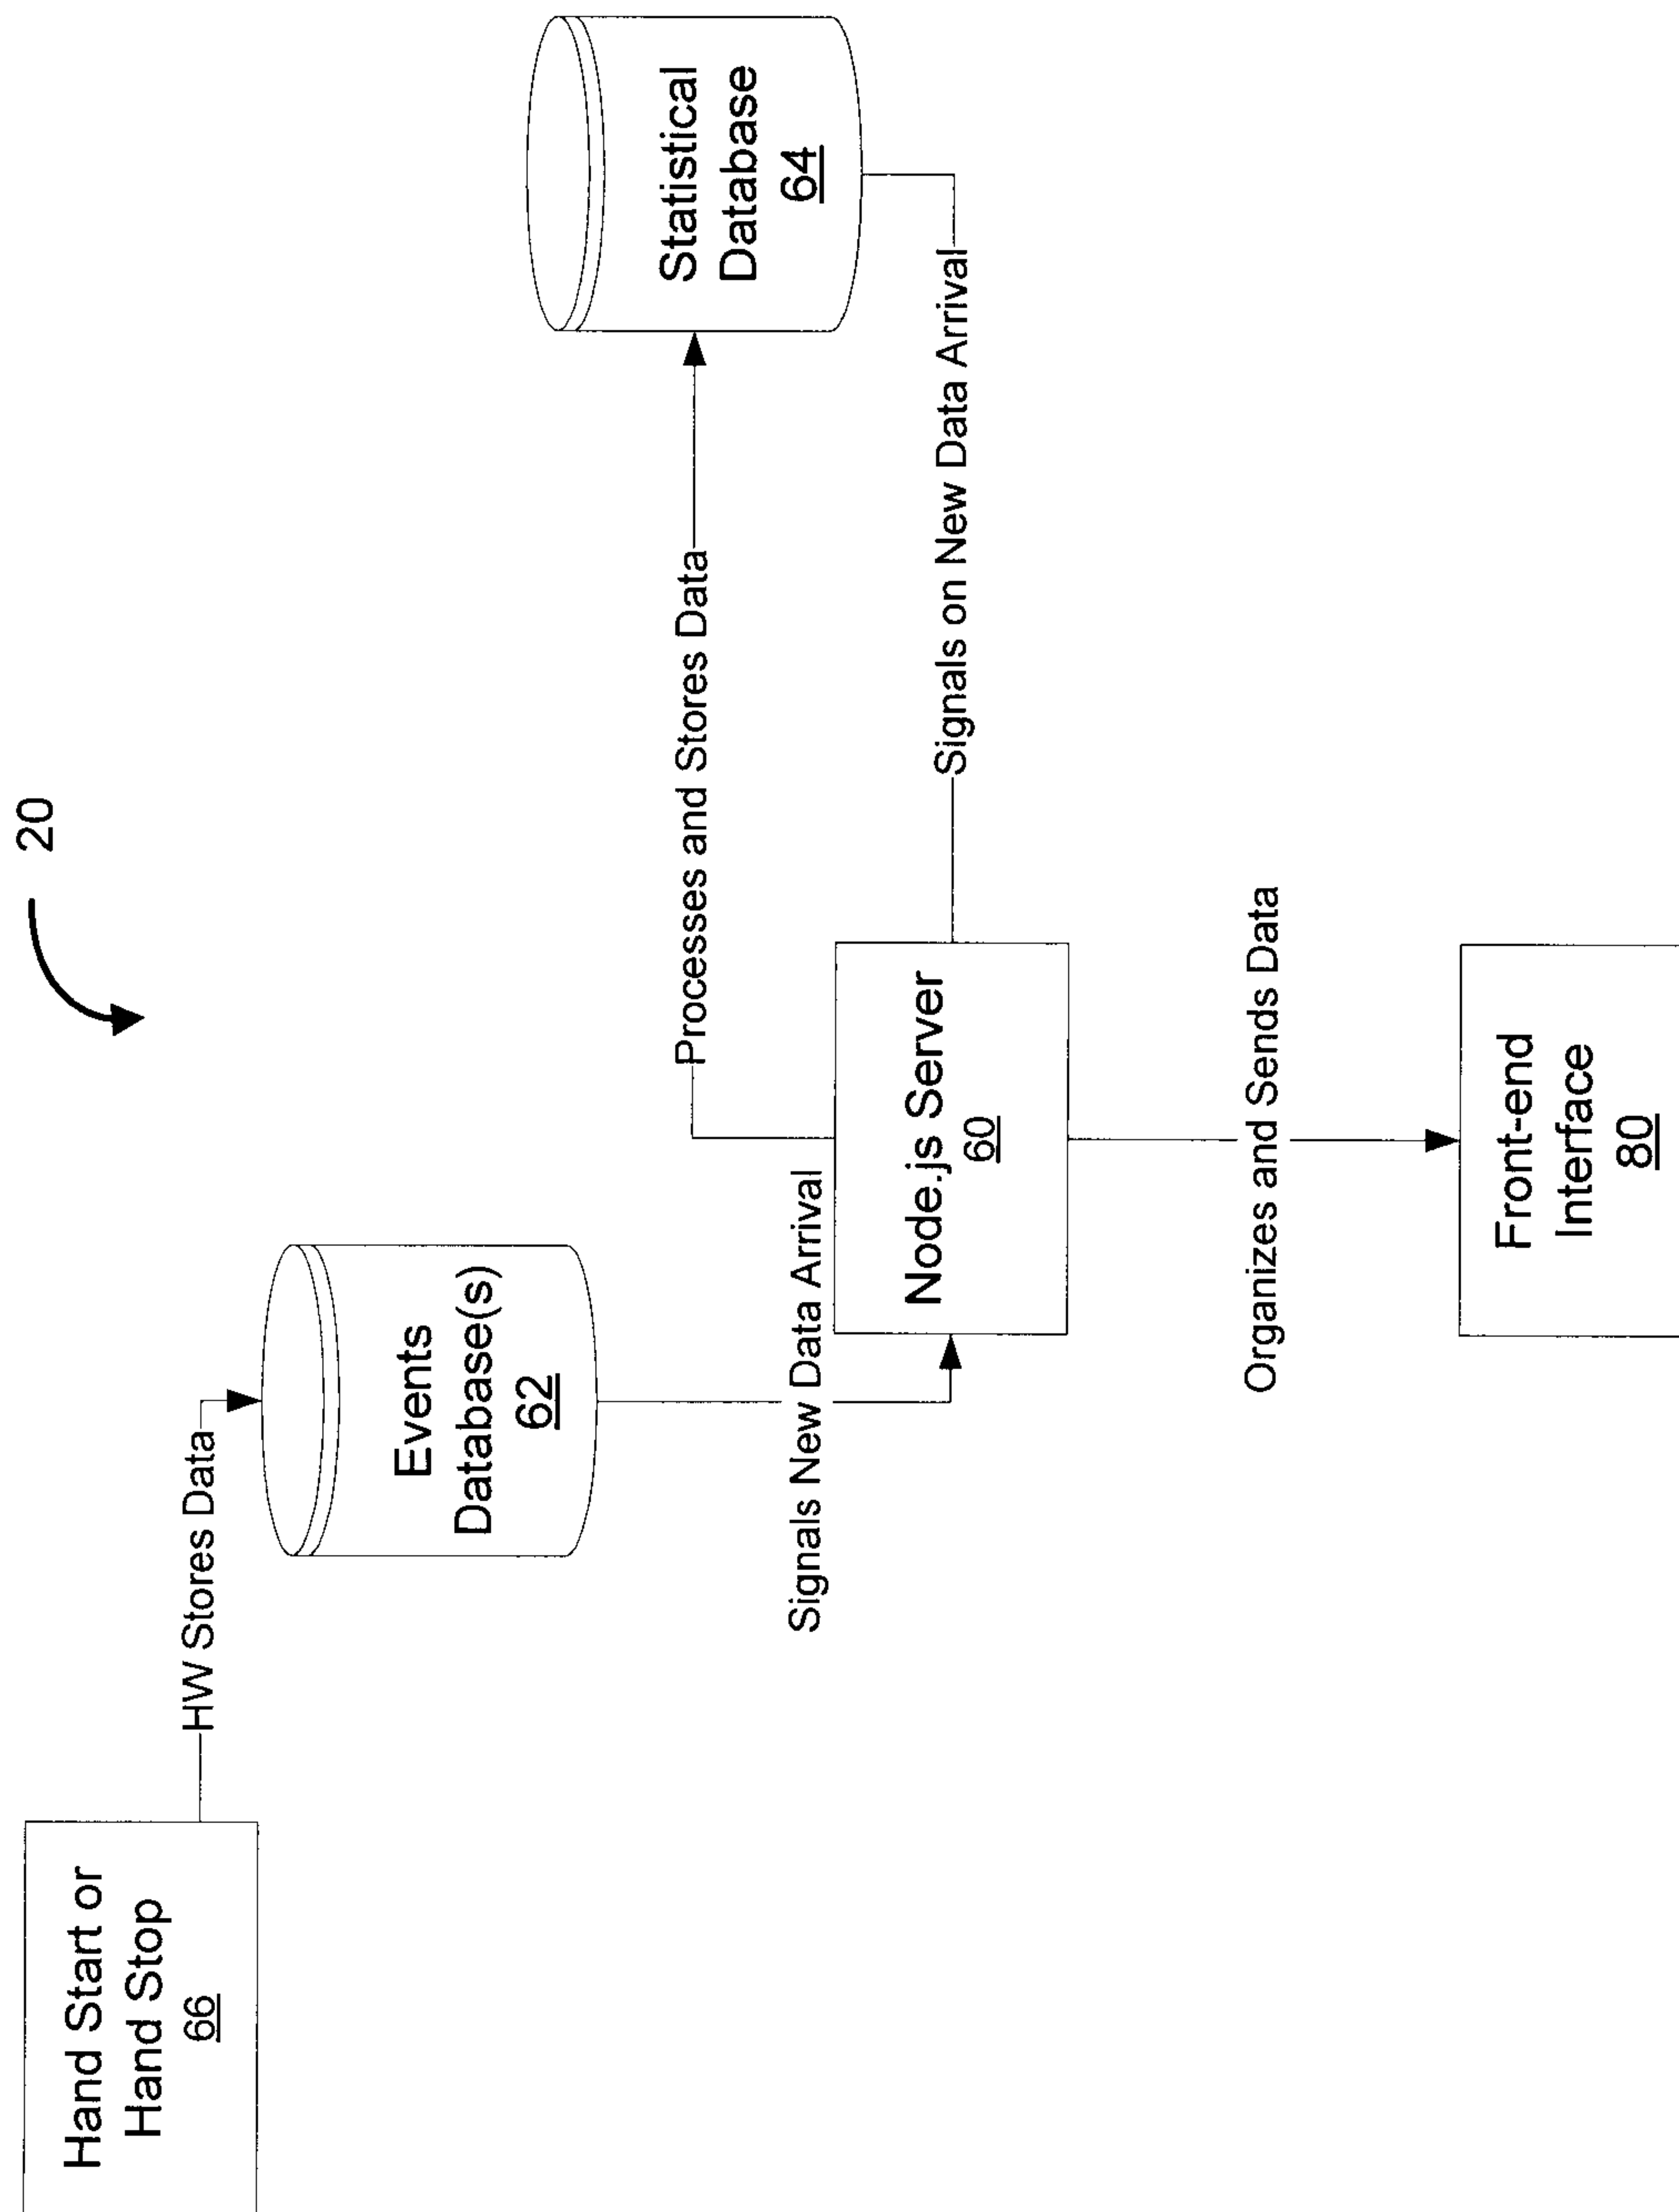 20
Hand Start or
Hand Stop
66
HW Stores Data
Events
Database(s)
62
Signals New Data Arrival
Processes and Stores Data
Statistical
Database
64
Node.js Server
60
Signals on New Data Arrival
Organizes and Sends Data
Front-end
Interface
80